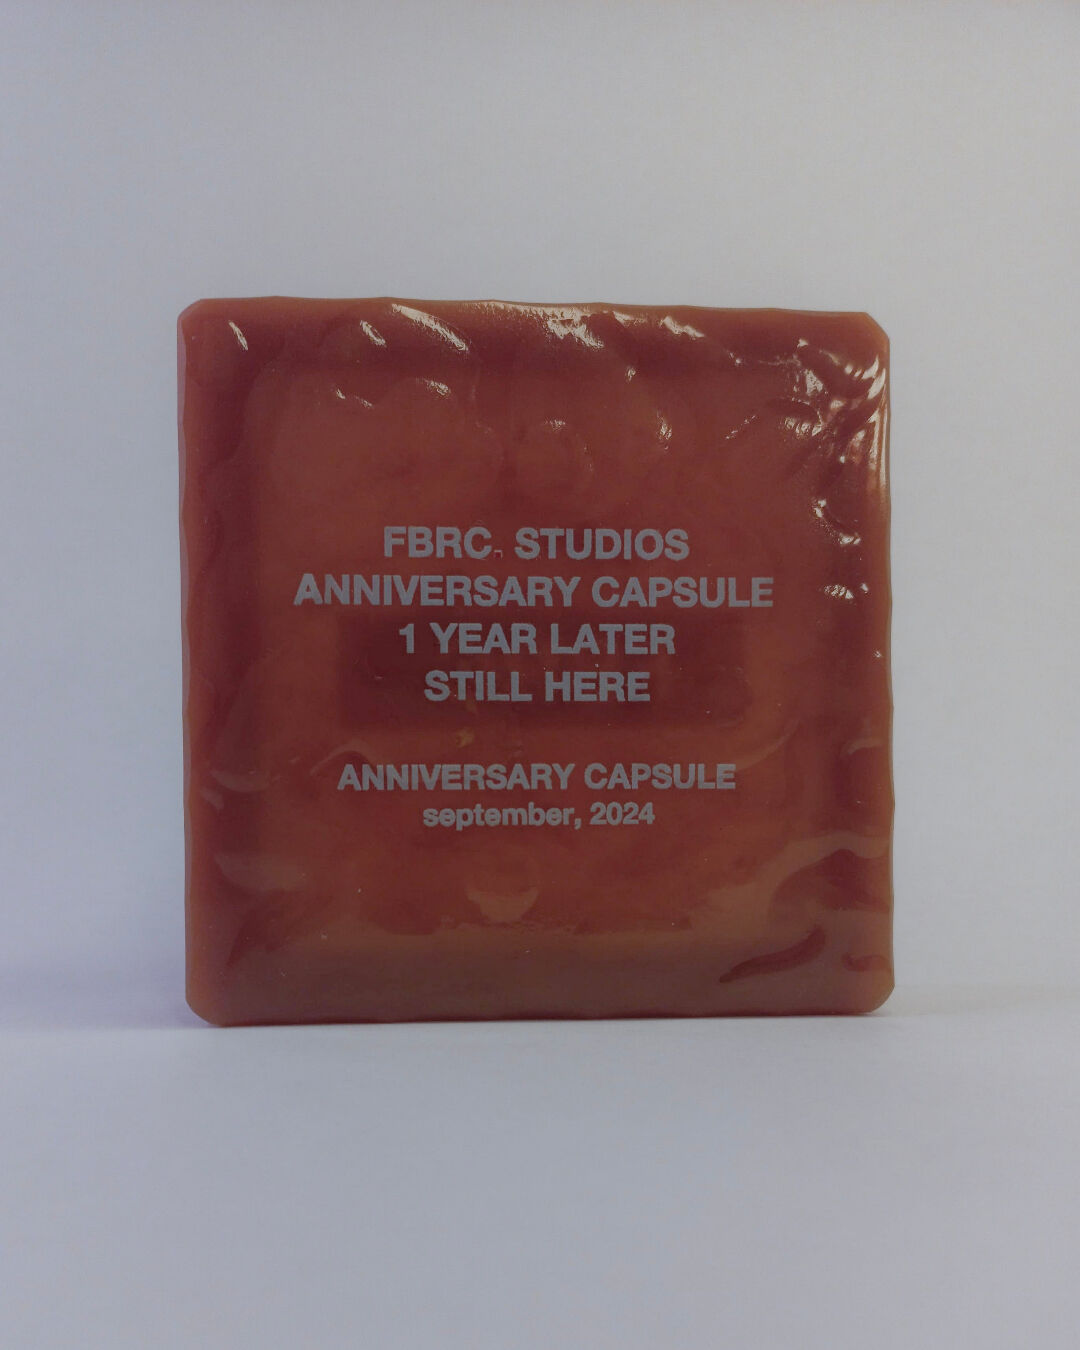 FBRC. STUDIOS
ANNIVERSARY CAPSULE
1 YEAR LATER
STILL HERE
ANNIVERSARY CAPSULE
september, 2024